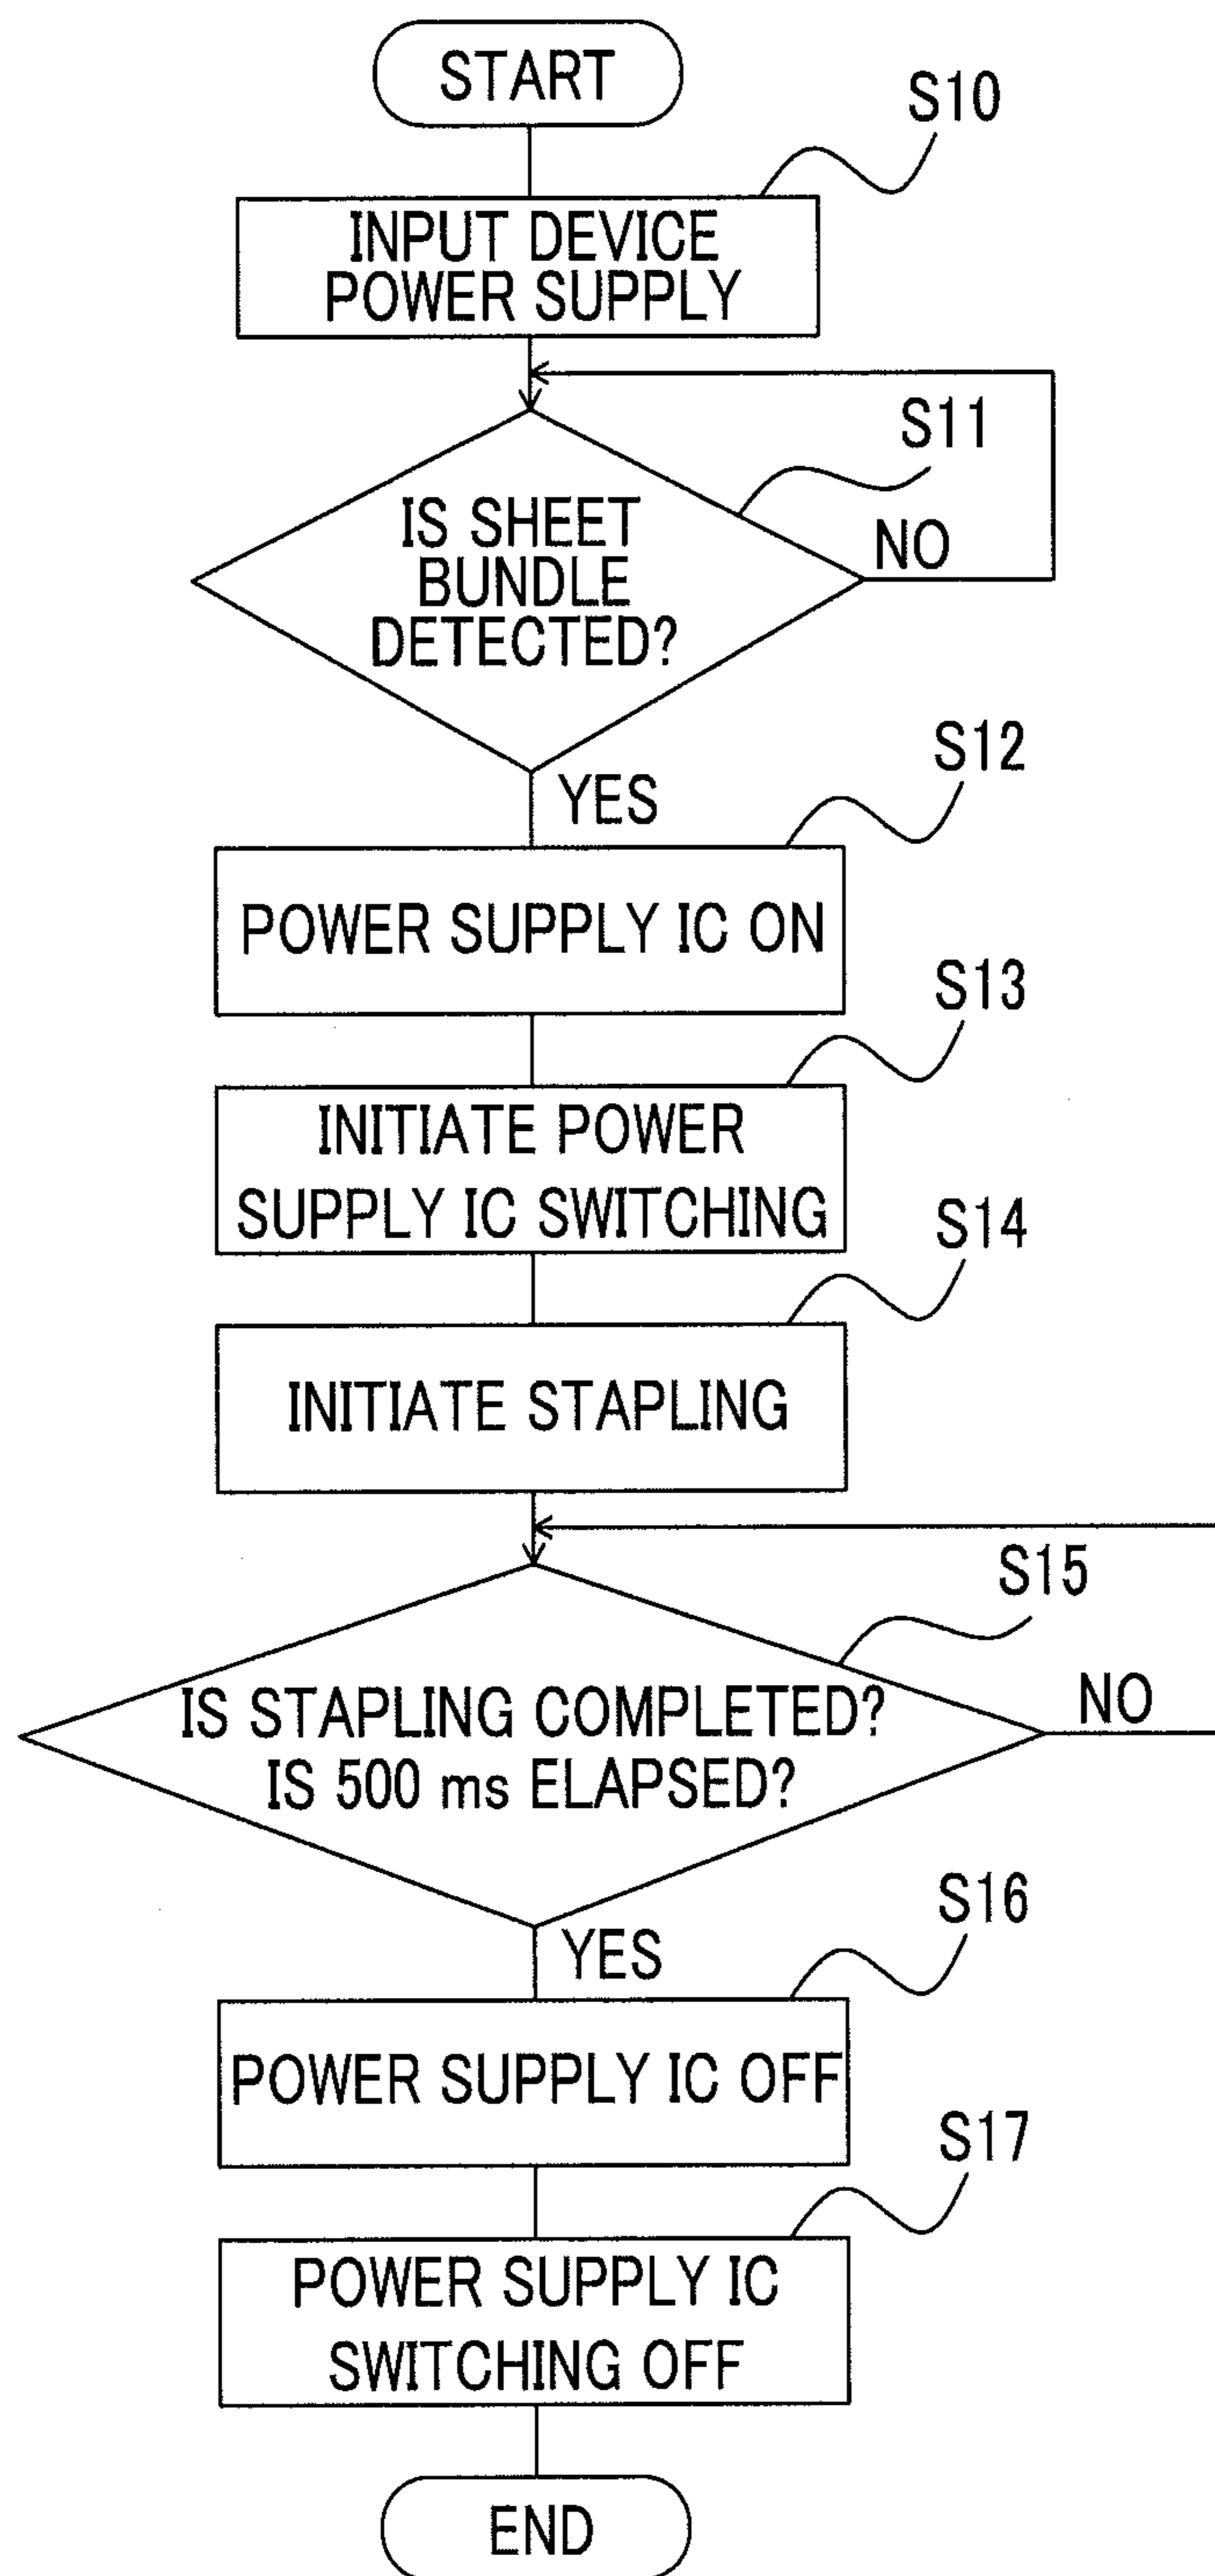 START
S10
INPUT DEVICE
POWER SUPPLY
S11
IS SHEET
BUNDLE
DETECTED?
NO
YES
S12
POWER SUPPLY IC ON
S13
INITIATE POWER
SUPPLY IC SWITCHING
S14
INITIATE STAPLING
S15
IS STAPLING COMPLETED?
IS 500 ms ELAPSED?
NO
YES
S16
POWER SUPPLY IC OFF
S17
POWER SUPPLY IC
SWITCHING OFF
END